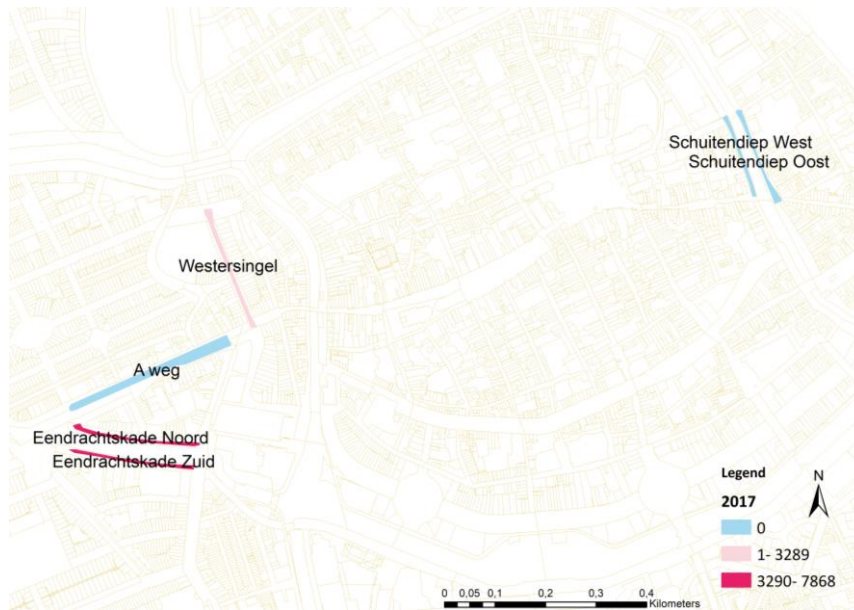 Schuitendiep West
Schuitendiep Oost
Westersingel
A weg
Eendrachtskade Noord
Eendrachtskade Zuid
Legend
2017
0
1- 3289
3290- 7868
N
0 0,05 0,1 0,2 0,3 0,4
Kilometers